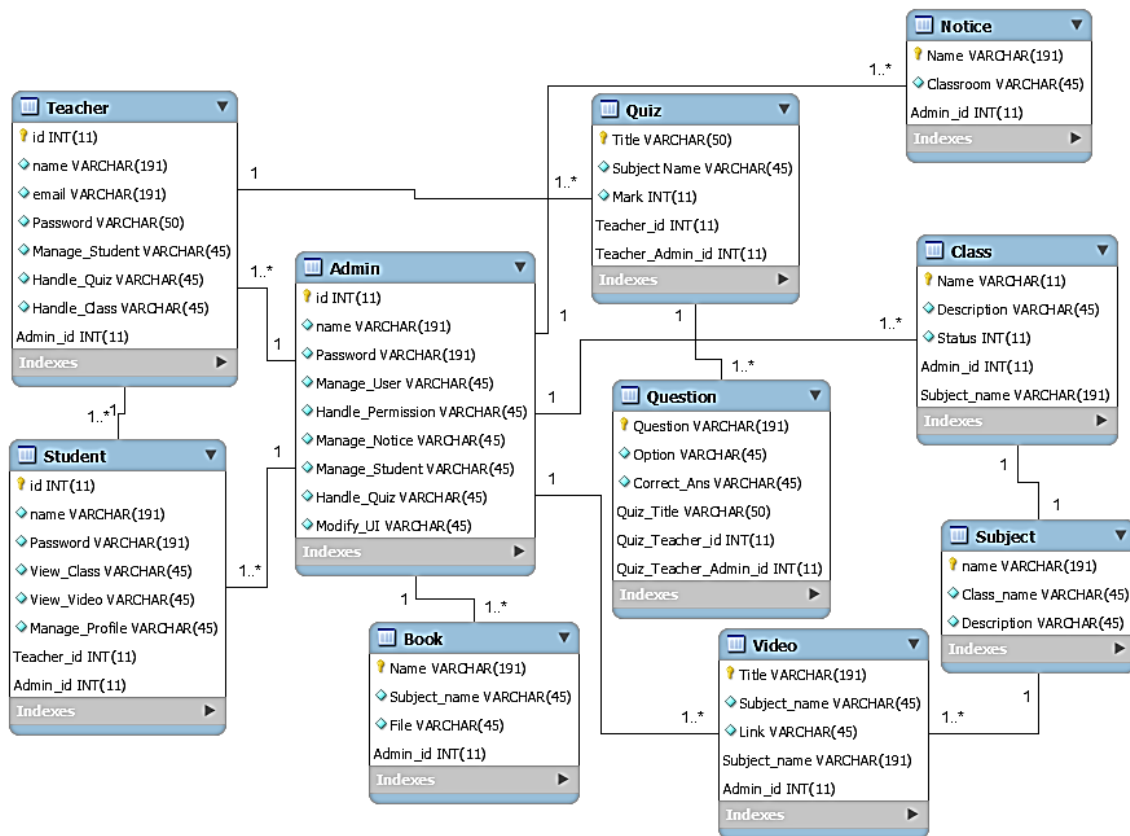 Notice
Name VARCHAR(191)
Classroom VARCHAR(45)
Admin_id INT(11)
Indexes
1..*
Teacher
id INT(11)
name VARCHAR(191)
email VARCHAR(191)
Password VARCHAR(50)
Manage_Student VARCHAR(45)
Handle_Quiz VARCHAR(45)
Handle_Class VARCHAR(45)
Admin_id INT(11)
Indexes
1
1..*
Quiz
Title VARCHAR(50)
Subject Name VARCHAR(45)
Mark INT(11)
Teacher_id INT(11)
Teacher_Admin_id INT(11)
Indexes
1..*
1
Admin
id INT(11)
name VARCHAR(191)
Password VARCHAR(191)
Manage_User VARCHAR(45)
Handle_Permission VARCHAR(45)
Manage_Notice VARCHAR(45)
Manage_Student VARCHAR(45)
Handle_Quiz VARCHAR(45)
Modify_UI VARCHAR(45)
Indexes
1
1
1
Class
Name VARCHAR(11)
Description VARCHAR(45)
Status INT(11)
Admin_id INT(11)
Subject_name VARCHAR(191)
Indexes
1..*
1
1..*
Question
Question VARCHAR(191)
Option VARCHAR(45)
Correct_Ans VARCHAR(45)
Quiz_Title VARCHAR(50)
Quiz_Teacher_id INT(11)
Quiz_Teacher_Admin_id INT(11)
Indexes
1..*
1
Student
id INT(11)
name VARCHAR(191)
Password VARCHAR(191)
View_Class VARCHAR(45)
View_Video VARCHAR(45)
Manage_Profile VARCHAR(45)
Teacher_id INT(11)
Admin_id INT(11)
Indexes
1
1..*
1
1
Subject
name VARCHAR(191)
Class_name VARCHAR(45)
Description VARCHAR(45)
Indexes
1
1..*
Book
Name VARCHAR(191)
Subject_name VARCHAR(45)
File VARCHAR(45)
Admin_id INT(11)
Indexes
1..*
Video
Title VARCHAR(191)
Subject_name VARCHAR(45)
Link VARCHAR(45)
Subject_name VARCHAR(191)
Admin_id INT(11)
Indexes
1..*
1